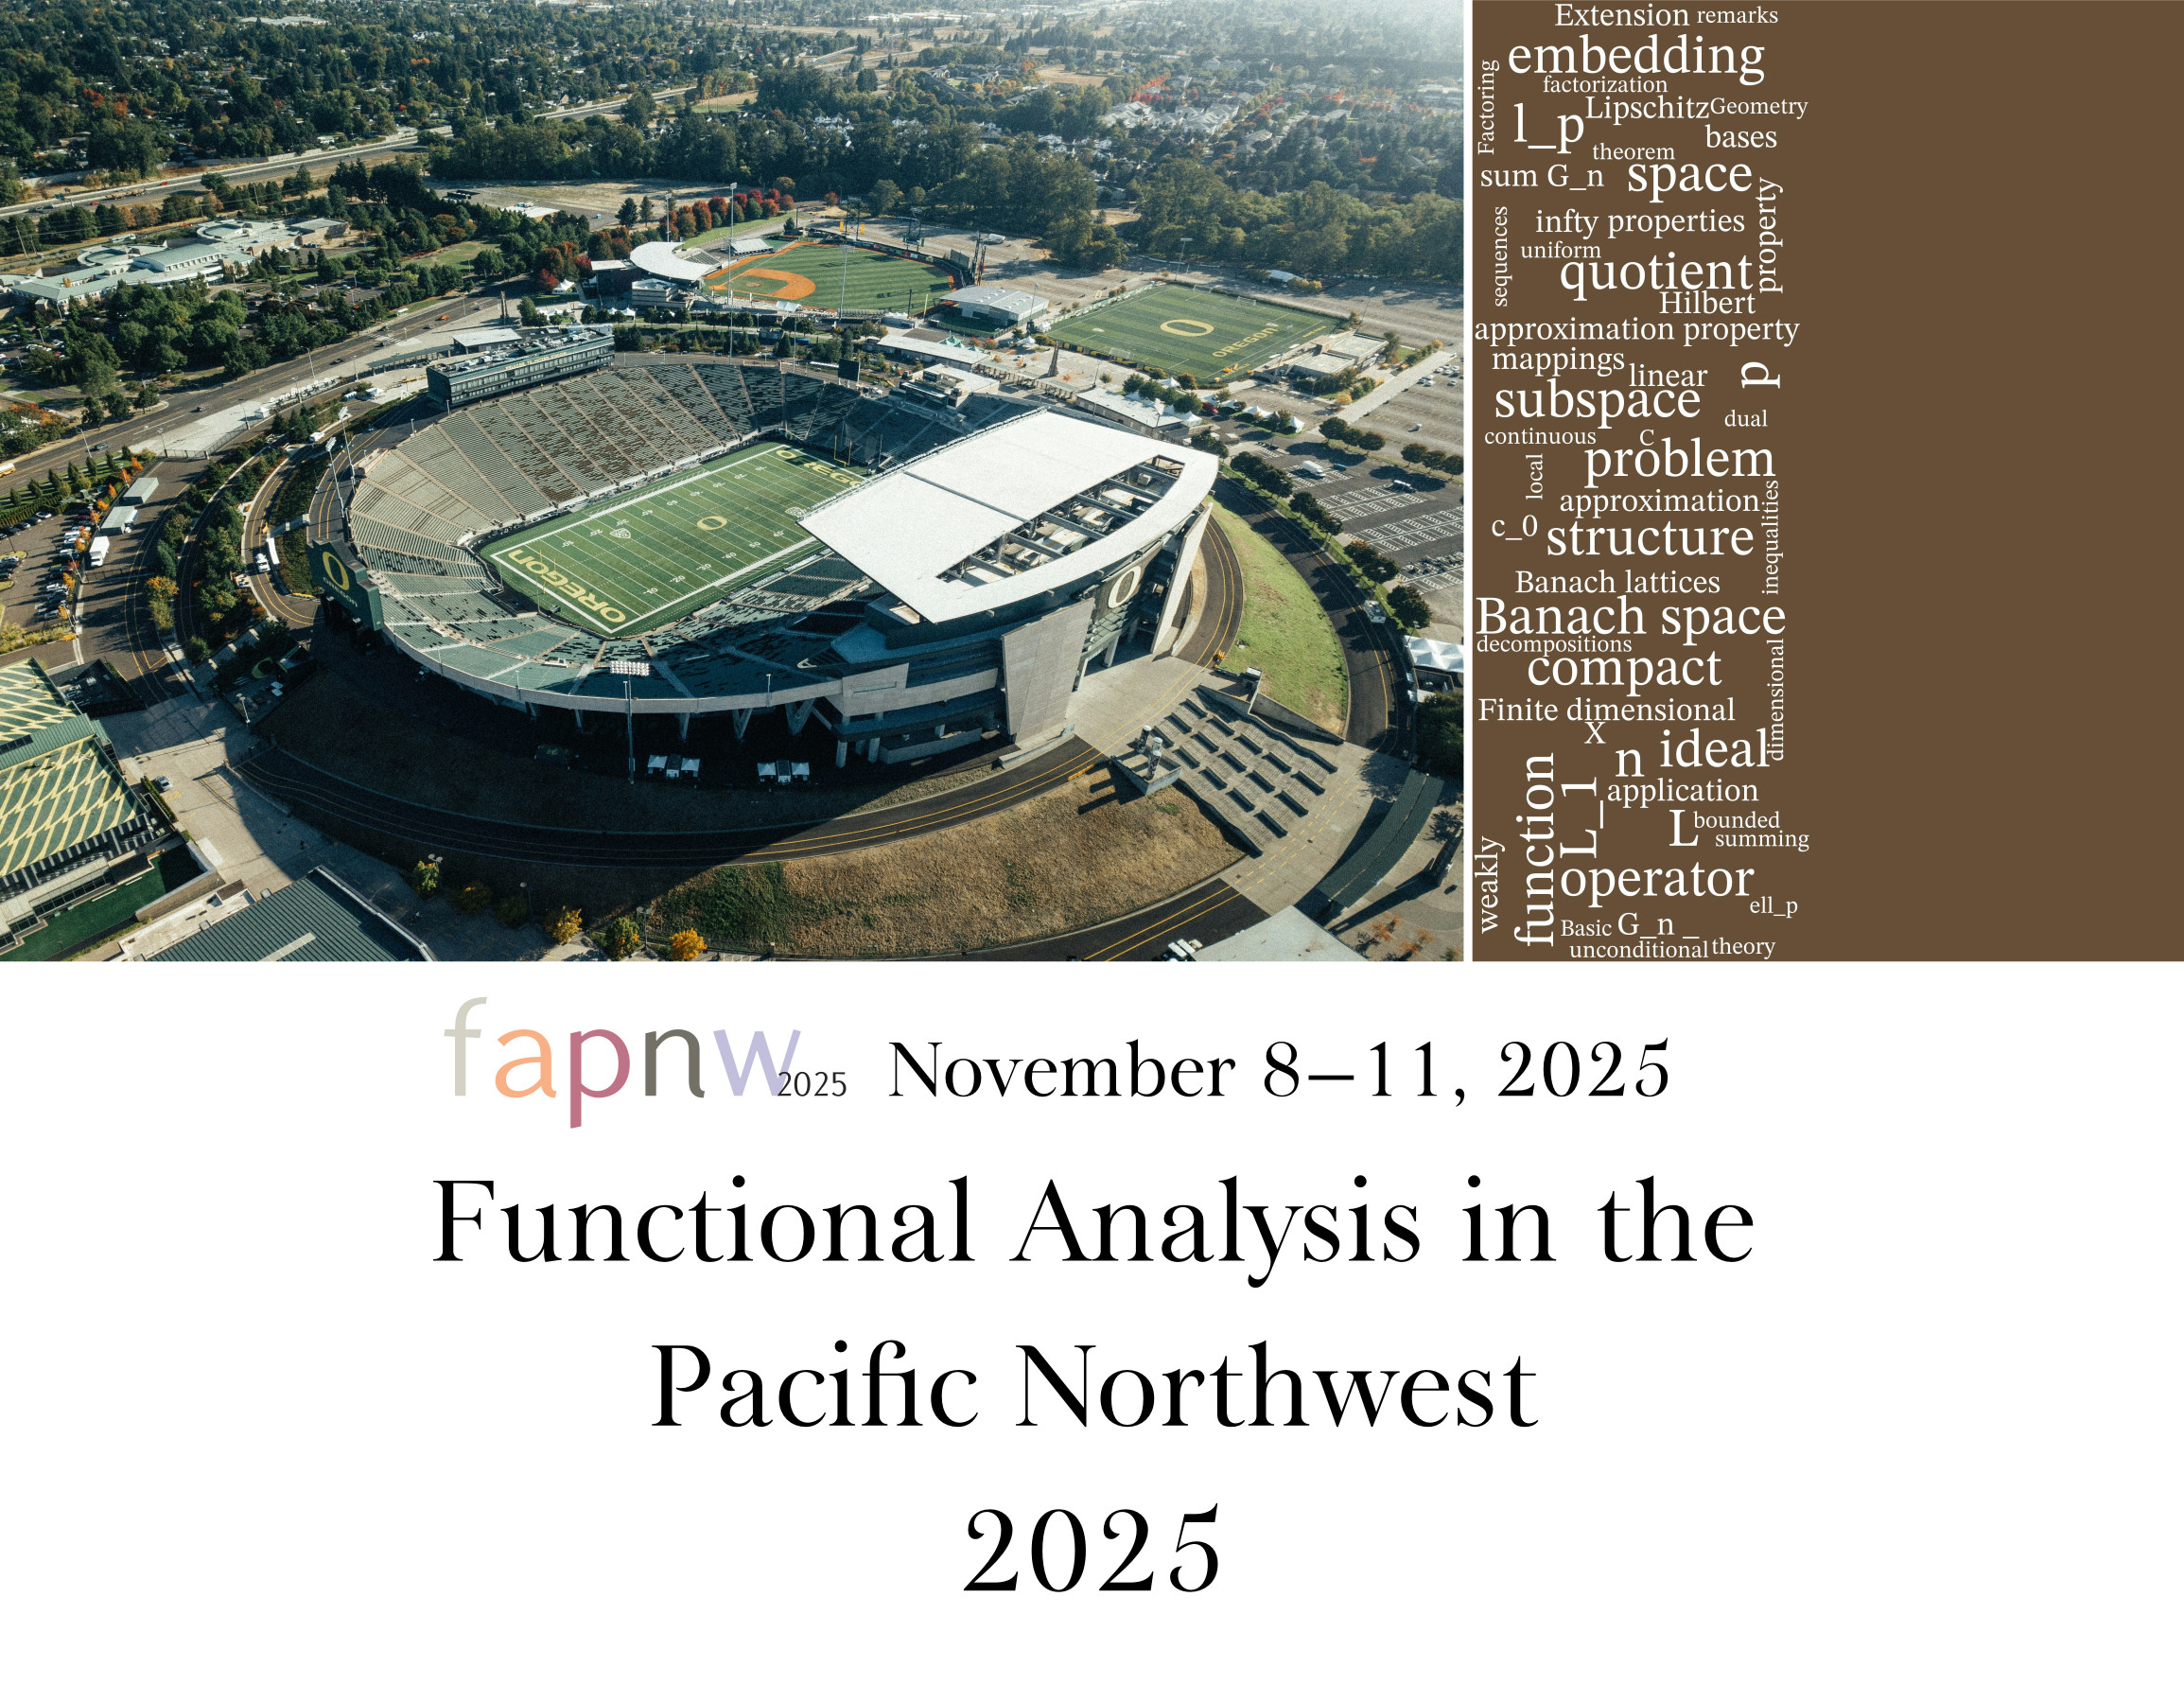 Extension remarks
embedding
Factoring
factorization
l_p Lipschitz Geometry
bases
theorem
sum G_n space
property
sequences
infty properties
uniform
quotient
Hilbert
approximation property
mappings
linear p
subspace
dual
continuous C
local
problem
approximation
inequalities
c_0 structure
Banach lattices
Banach space
decompositions
compact
dimensional
Finite dimensional
X
n ideal
function
L_1
application
L bounded
summing
weakly
operator
ell_p
Basic G_n _
unconditional theory
O
OREGON
O
OREGON
O
OREGON
O
fapnw2025 November 8–11, 2025
Functional Analysis in the
Pacific Northwest
2025